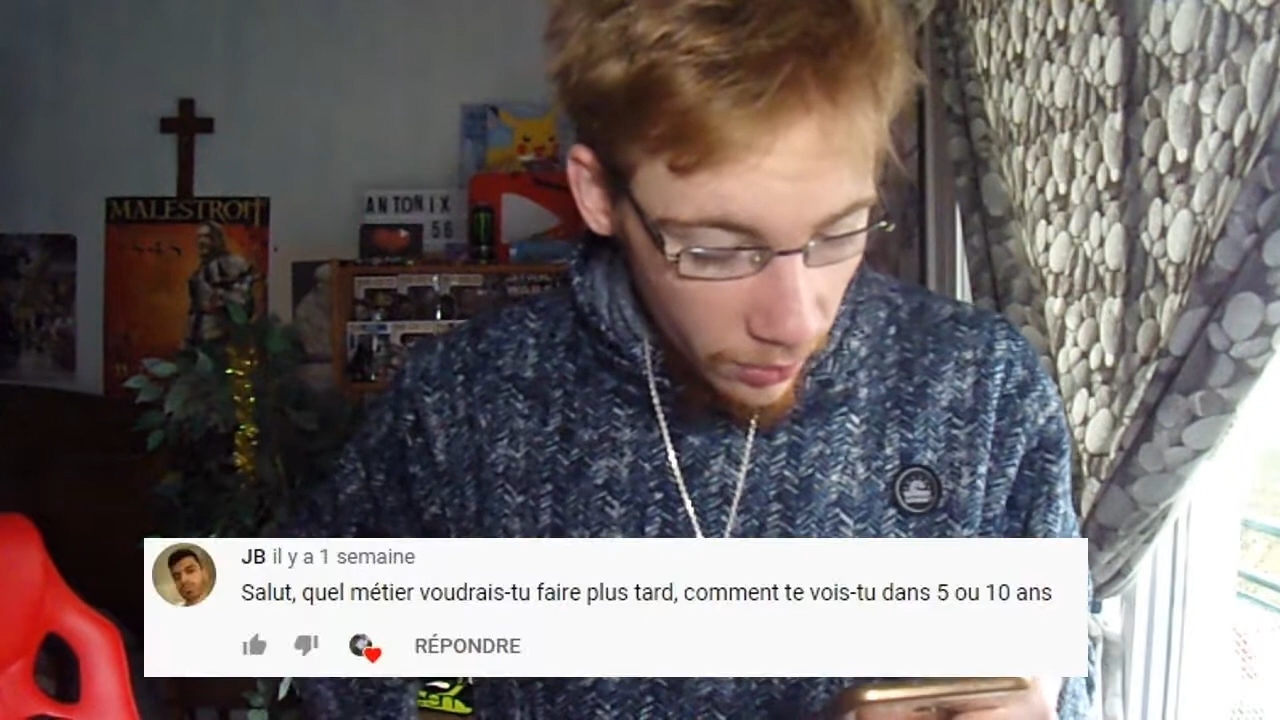 MALESTROIT
ANTONIX
56
JB il y a 1 semaine
Salut, quel métier voudrais-tu faire plus tard, comment te vois-tu dans 5 ou 10 ans
RÉPONDRE